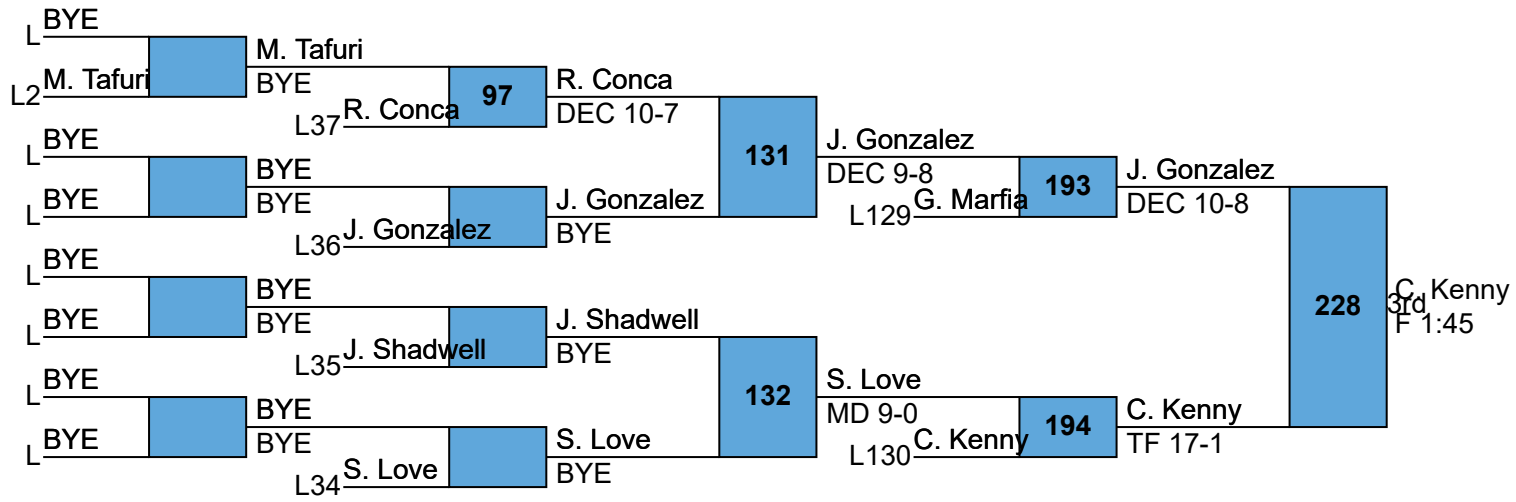 BYE
L
M. Tafuri
L2
M. Tafuri
BYE
R. Conca
L37
97
R. Conca
DEC 10-7
BYE
L
BYE
L
BYE
BYE
J. Gonzalez
L36
J. Gonzalez
BYE
131
J. Gonzalez
DEC 9-8
G. Marfia
L129
193
J. Gonzalez
DEC 10-8
BYE
L
BYE
L
BYE
BYE
J. Shadwell
L35
J. Shadwell
BYE
BYE
L
BYE
L
BYE
BYE
S. Love
L34
S. Love
BYE
132
S. Love
MD 9-0
C. Kenny
L130
194
C. Kenny
TF 17-1
228
C. Kenny
3rd
F 1:45